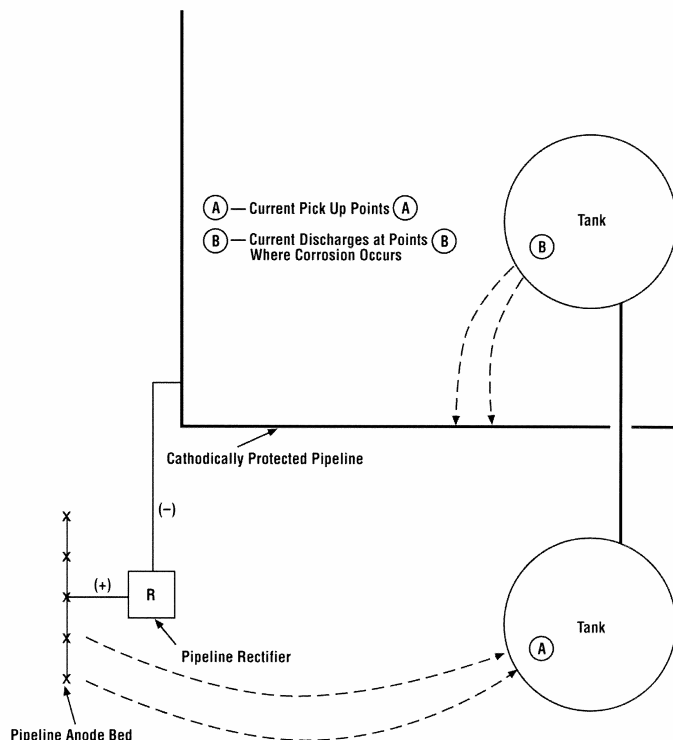 Tank
A — Current Pick Up Points A
B — Current Discharges at Points B
Where Corrosion Occurs
B
Cathodically Protected Pipeline
(–)
(+)
R
Tank
A
Pipeline Rectifier
Pipeline Anode Bed